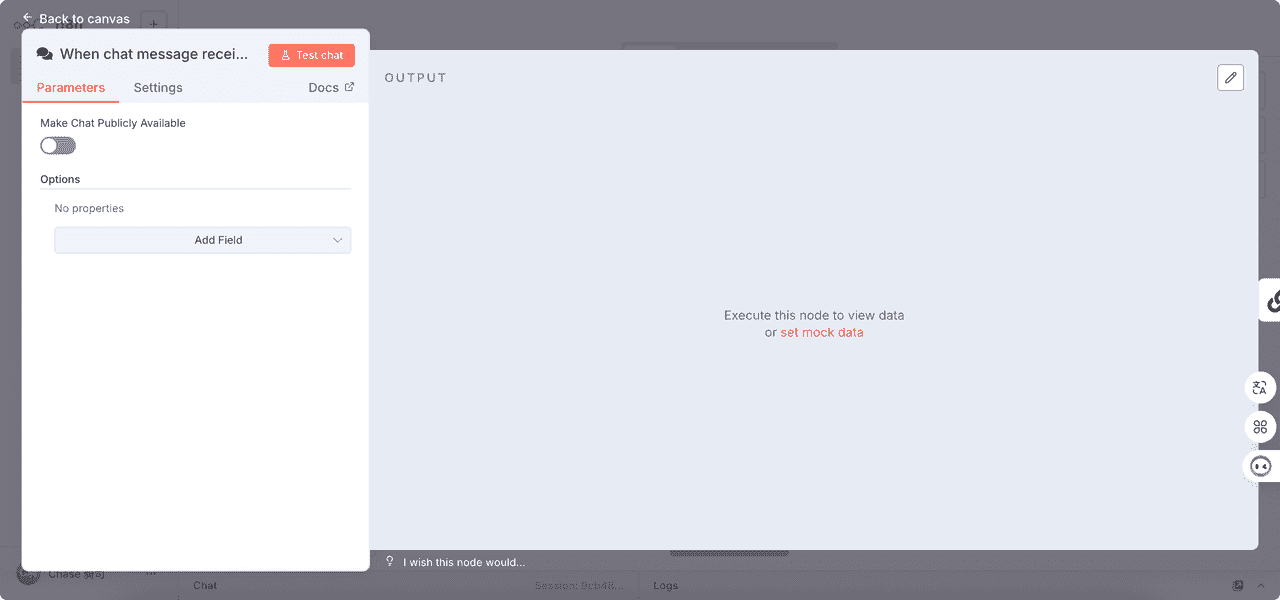 Back to canvas
When chat message recei...
Test chat
Parameters
Settings
Docs
Make Chat Publicly Available
Options
No properties
Add Field
OUTPUT
Execute this node to view data
or set mock data
I wish this node would...
Chat
Session: 9cb48...
Logs